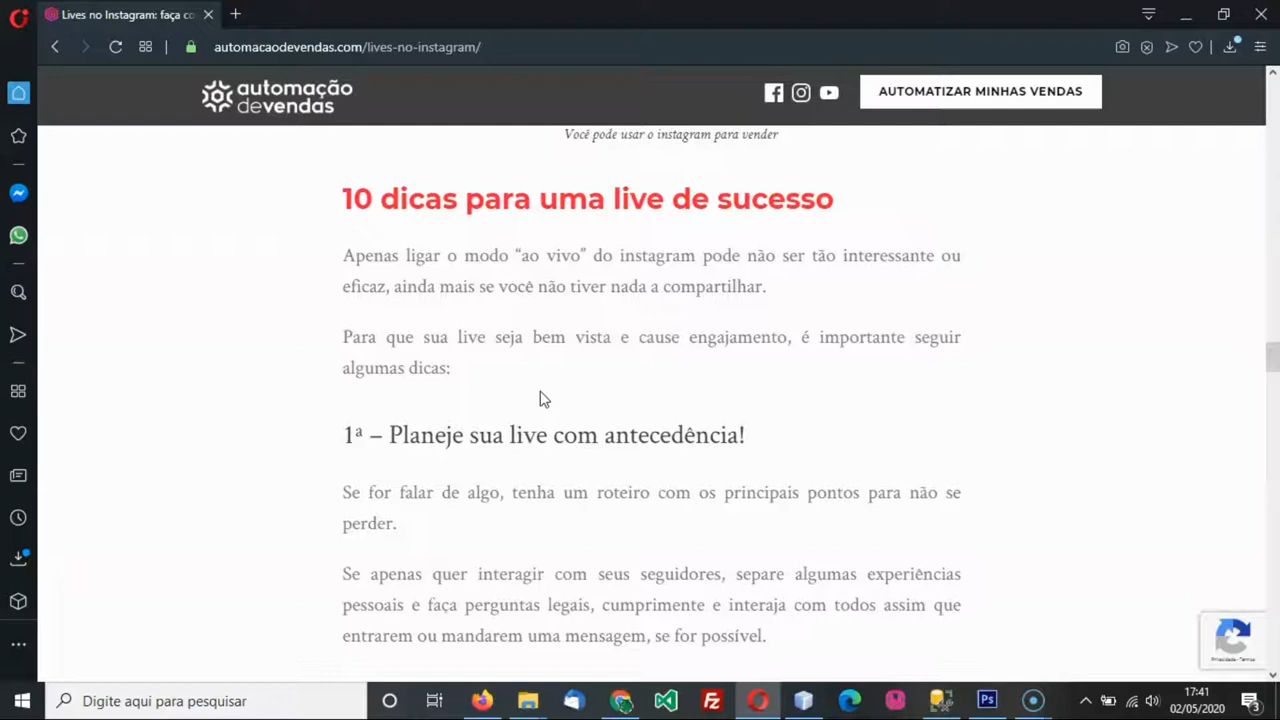 Lives no Instagram: faça co
automacaodevendas.com/lives-no-instagram/
automação
devendas
AUTOMATIZAR MINHAS VENDAS
Você pode usar o instagram para vender
10 dicas para uma live de sucesso
Apenas ligar o modo “ao vivo” do instagram pode não ser tão interessante ou
eficaz, ainda mais se você não tiver nada a compartilhar.
Para que sua live seja bem vista e cause engajamento, é importante seguir
algumas dicas:
1ª – Planeje sua live com antecedência!
Se for falar de algo, tenha um roteiro com os principais pontos para não se
perder.
Se apenas quer interagir com seus seguidores, separe algumas experiências
pessoais e faça perguntas legais, cumprimente e interaja com todos assim que
entrarem ou mandarem uma mensagem, se for possível.
Privacidade - Termos
Digite aqui para pesquisar
Ps
17:41
02/05/2020
3